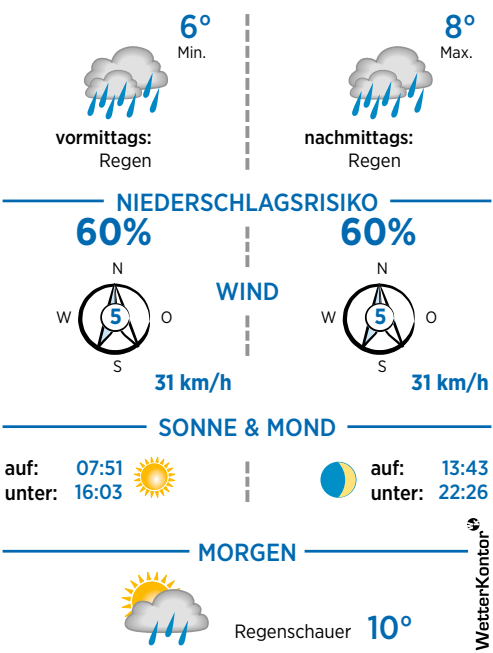 6° 8°
Min. Max.
vormittags: nachmittags:
Regen Regen
NIEDERSCHLAGSRISIKO
60% 60%
WIND
N N
W 5 O W 5 O
S S
31 km/h 31 km/h
SONNE & MOND
auf: 07:51 auf: 13:43
unter: 16:03 unter: 22:26
MORGEN
Regenschauer 10°
WetterKontor